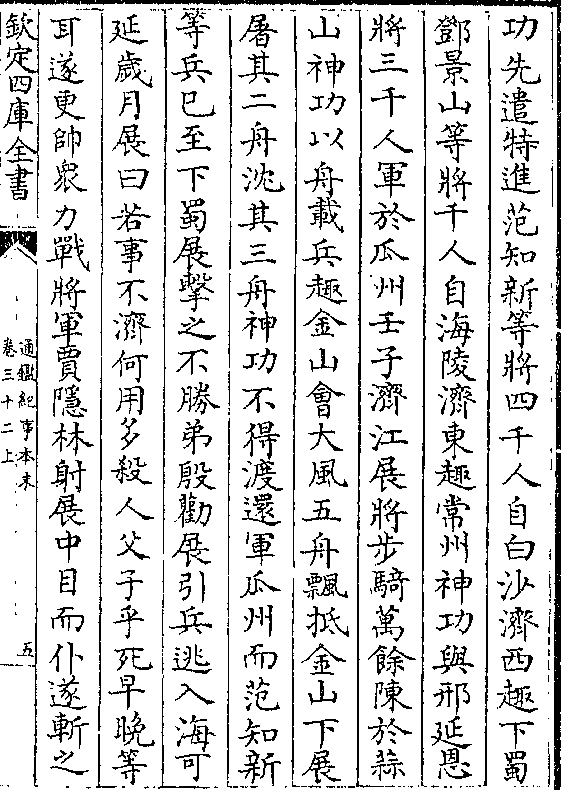 功先遣特進范知新等將四千人自白沙濟西趣下蜀
鄧景山等將千人自海陵濟東趣常州神功與邢延恩
將三千人軍於瓜州壬子濟江展將步騎萬餘陳於蒜
山神功以舟載兵趣金山會大風五舟飄抵金山下展
屠其二舟沈其三舟神功不得渡還軍瓜州而范知新
等兵已至下蜀展擊之不勝弟殷勸展引兵逃入海可
延歲月展曰若事不濟何用多殺人父子乎死早晚等
耳遂更帥衆力戰將軍賈隱林射展中目而仆遂斬之
欽定四庫全書
通鑑紀事本末
卷三十二上
五